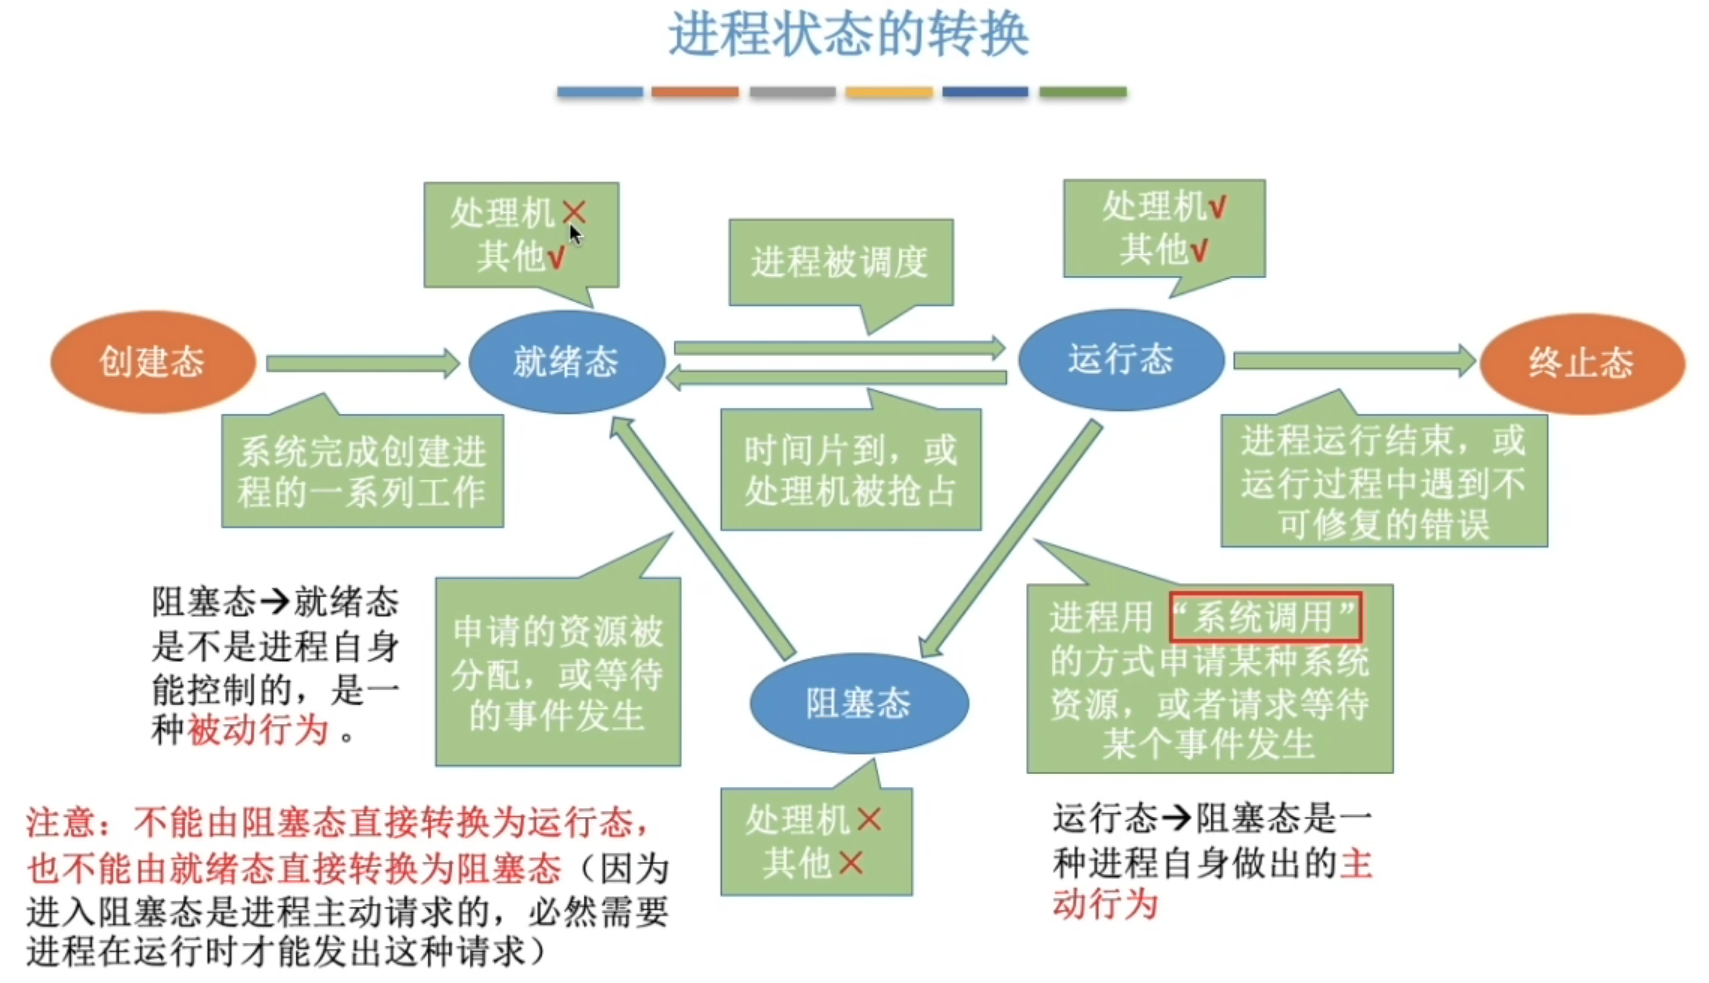 进程状态的转换
处理机×
其他√
进程被调度
处理机√
其他√
创建态
就绪态
运行态
终止态
系统完成创建进
程的一系列工作
时间片到，或
处理机被抢占
进程运行结束，或
运行过程中遇到不
可修复的错误
阻塞态→就绪态
是不是进程自身
能控制的，是一
种被动行为。
申请的资源被
分配，或等待
的事件发生
进程用“系统调用”
的方式申请某种系统
资源，或者请求等待
某个事件发生
阻塞态
处理机×
其他×
注意：不能由阻塞态直接转换为运行态，
也不能由就绪态直接转换为阻塞态（因为
进入阻塞态是进程主动请求的，必然需要
进程在运行时才能发出这种请求）
运行态→阻塞态是一
种进程自身做出的主
动行为